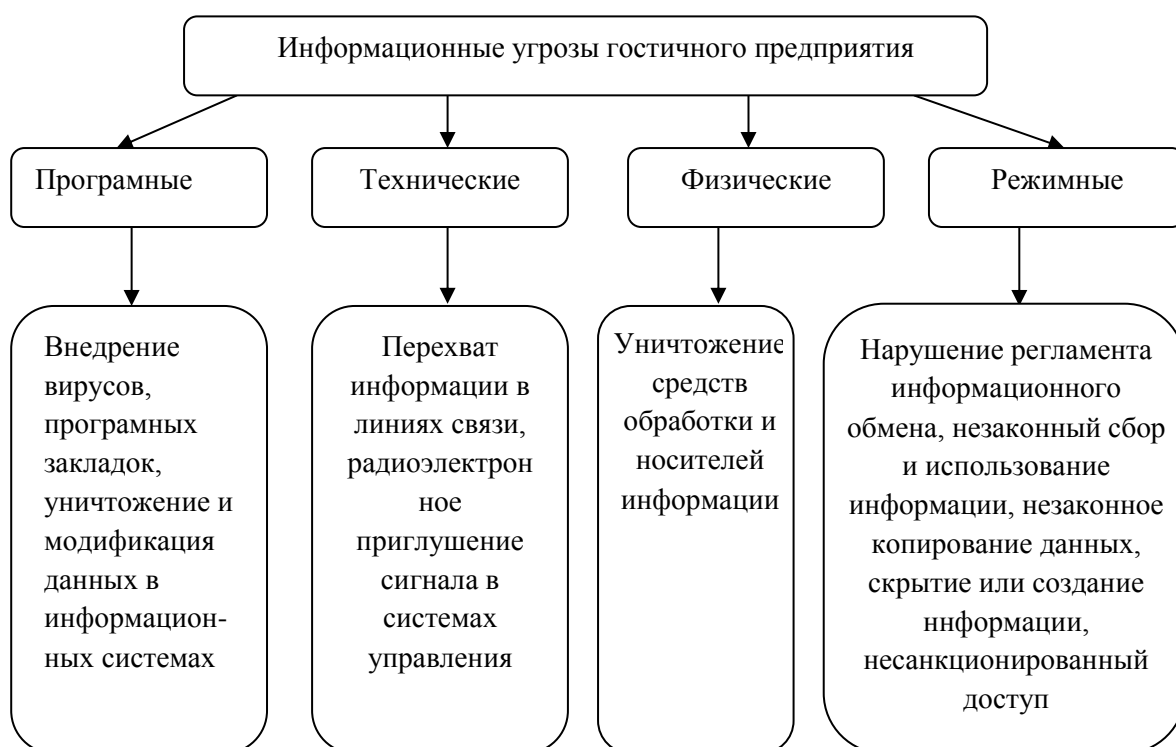 Информационные угрозы гостичного предприятия
Програмные
Технические
Физические
Режимные
Внедрение
вирусов,
програмных
закладок,
уничтожение и
модификация
данных в
информацион-
ных системах
Перехват
информации в
линиях связи,
радиоэлектрон
ное
приглушение
сигнала в
системах
управления
Уничтожение
средств
обработки и
носителей
информации
Нарушение регламента
информационного
обмена, незаконный сбор
и использование
информации, незаконное
копирование данных,
скрытие или создание
ннформации,
несанкционированный
доступ